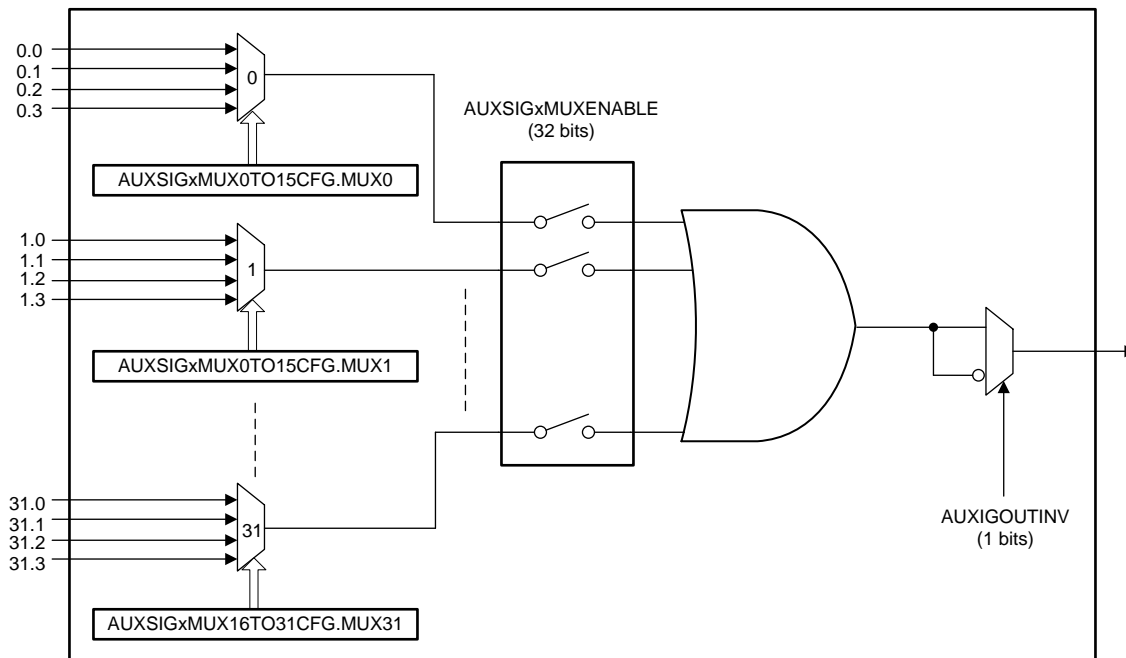 0.0
0.1
0.2
0.3
0
AUXSIGxMUX0TO15CFG.MUX0
AUXSIGxMUXENABLE
(32 bits)
1.0
1.1
1.2
1.3
1
AUXSIGxMUX0TO15CFG.MUX1
31.0
31.1
31.2
31.3
31
AUXSIGxMUX16TO31CFG.MUX31
AUXIGOUTINV
(1 bits)